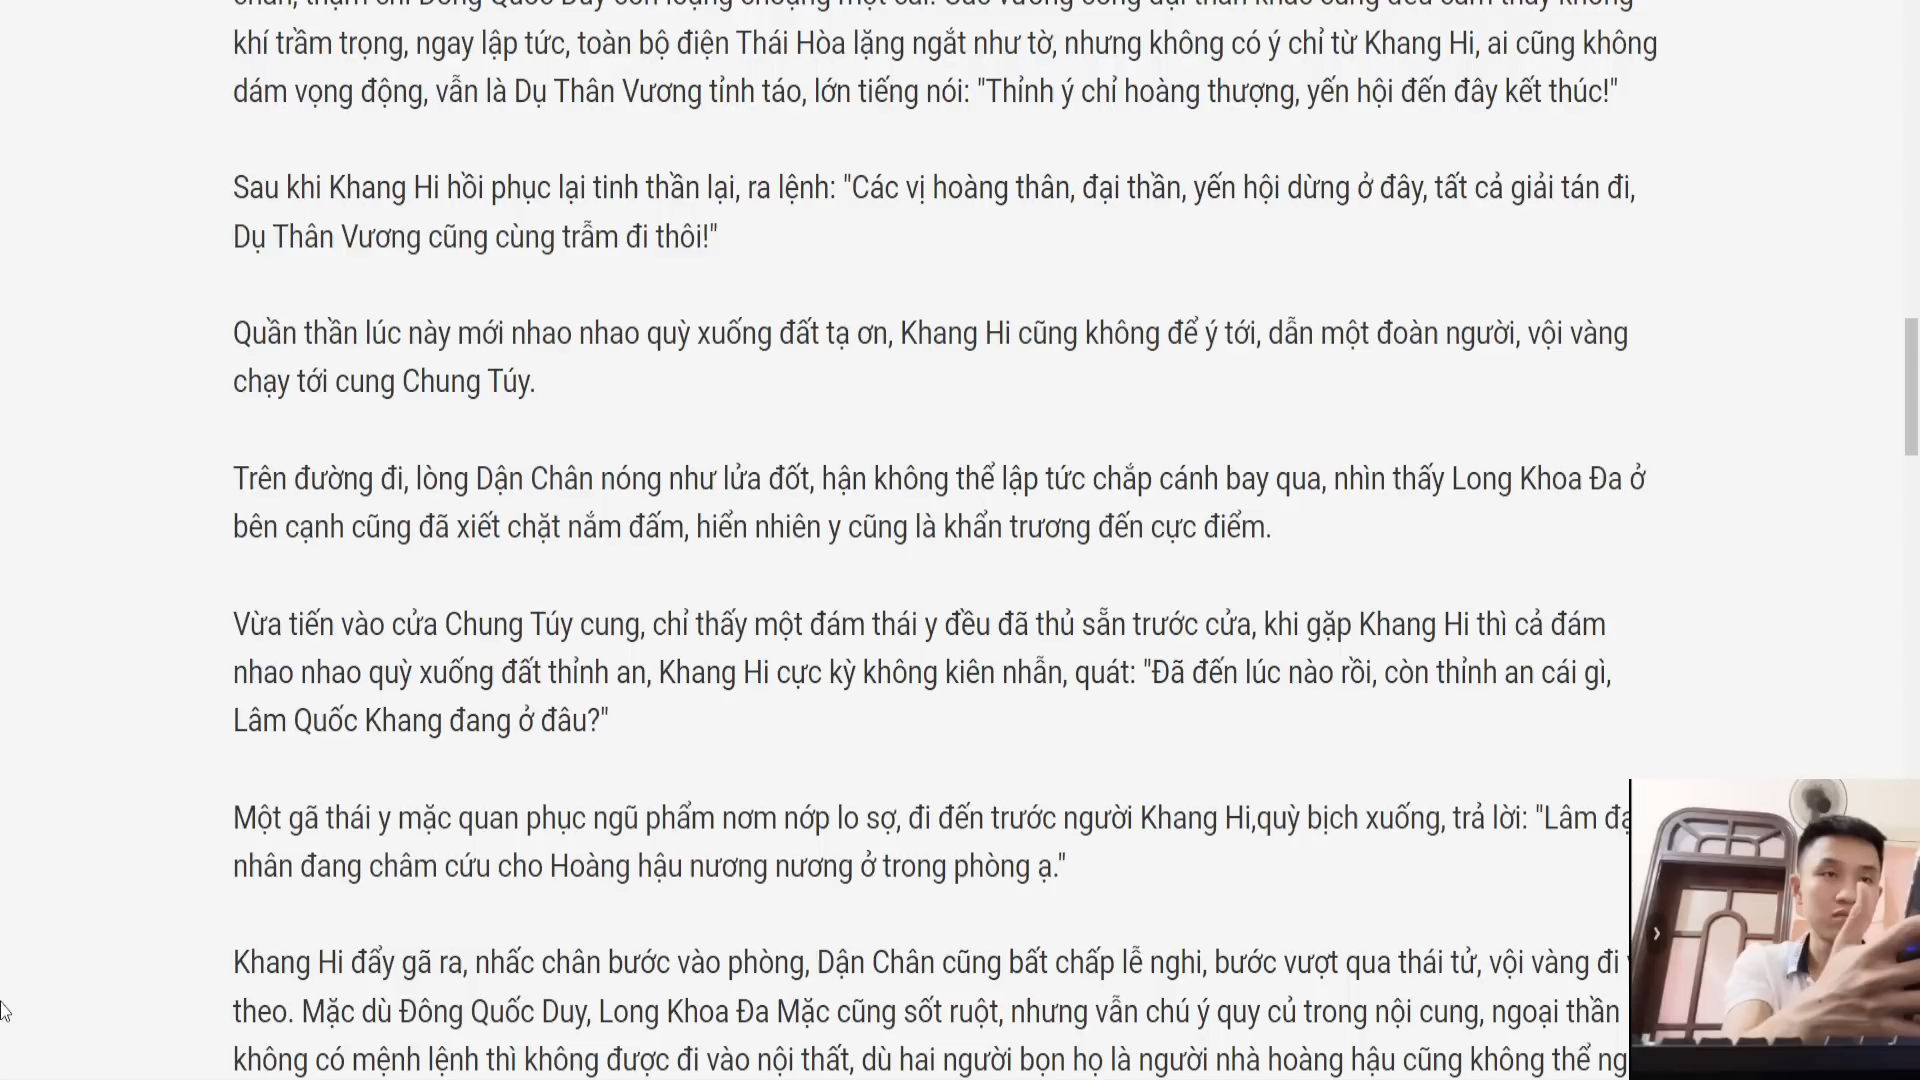 khí trầm trọng, ngay lập tức, toàn bộ điện Thái Hòa lặng ngắt như tờ, nhưng không có ý chỉ từ Khang Hi, ai cũng không
dám vọng động, vẫn là Dụ Thân Vương tỉnh táo, lớn tiếng nói: "Thỉnh ý chỉ hoàng thượng, yến hội đến đây kết thúc!"
Sau khi Khang Hi hồi phục lại tinh thần lại, ra lệnh: "Các vị hoàng thân, đại thần, yến hội dừng ở đây, tất cả giải tán đi,
Dụ Thân Vương cũng cùng trẫm đi thôi!"
Quần thần lúc này mới nhao nhao quỳ xuống đất tạ ơn, Khang Hi cũng không để ý tới, dẫn một đoàn người, vội vàng
chạy tới cung Chung Túy.
Trên đường đi, lòng Dận Chân nóng như lửa đốt, hận không thể lập tức chắp cánh bay qua, nhìn thấy Long Khoa Đa ở
bên cạnh cũng đã xiết chặt nắm đấm, hiển nhiên y cũng là khẩn trương đến cực điểm.
Vừa tiến vào cửa Chung Túy cung, chỉ thấy một đám thái y đều đã thủ sẵn trước cửa, khi gặp Khang Hi thì cả đám
nhao nhao quỳ xuống đất thỉnh an, Khang Hi cực kỳ không kiên nhẫn, quát: "Đã đến lúc nào rồi, còn thỉnh an cái gì,
Lâm Quốc Khang đang ở đâu?"
Một gã thái y mặc quan phục ngũ phẩm nơm nớp lo sợ, đi đến trước người Khang Hi,quỳ bịch xuống, trả lời: "Lâm
nhân đang châm cứu cho Hoàng hậu nương nương ở trong phòng ạ."
Khang Hi đẩy gã ra, nhấc chân bước vào phòng, Dận Chân cũng bất chấp lễ nghi, bước vượt qua thái tử, vội vàng đi
theo. Mặc dù Đông Quốc Duy, Long Khoa Đa Mặc cũng sốt ruột, nhưng vẫn chú ý quy củ trong nội cung, ngoại thần
không có mệnh lệnh thì không được đi vào nội thất, dù hai người bọn họ là người nhà hoàng hậu cũng không thể